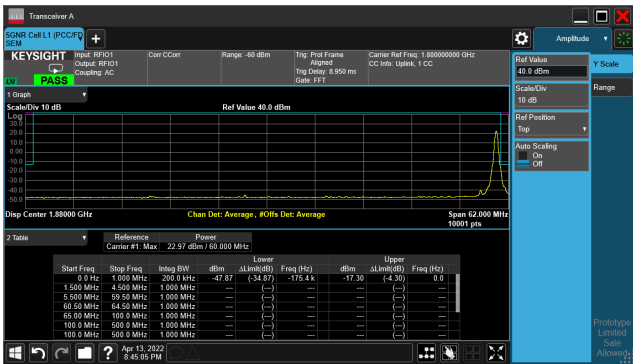 Transceiver A
5GNR Cell L1 (PCC/FD
SEM
KEYSIGHT
LXI
PASS
Input: RFIO1
Output: RFIO1
Coupling: AC
Corr CCorr
Range: -60 dBm
Trig: Prot Frame
Aligned
Trig Delay: 8.950 ms
Gate: FFT
Carrier Ref Freq: 1.880000000 GHz
CC Info: Uplink, 1 CC
1 Graph
Scale/Div 10 dB
Ref Value 40.0 dBm
Log
30.0
20.0
10.0
0.00
-10.0
-20.0
-30.0
-40.0
-50.0
Disp Center 1.88000 GHz
Chan Det: Average , #Offs Det: Average
Span 62.000 MHz
10001 pts
2 Table
Reference Power
Carrier #1: Max 22.97 dBm / 60.000 MHz
Lower Upper
Start Freq Stop Freq Integ BW dBm ΔLimit(dB) Freq (Hz) dBm ΔLimit(dB) Freq (Hz)
0.0 Hz 1.000 MHz 200.0 kHz -47.87 (-34.87) -175.4 k -17.30 (-4.30) 0.0
1.500 MHz 4.500 MHz 1.000 MHz --- (---) --- --- (---) ---
5.500 MHz 59.50 MHz 1.000 MHz --- (---) --- --- (---) ---
60.50 MHz 64.50 MHz 1.000 MHz --- (---) --- --- (---) ---
65.00 MHz 100.0 MHz 1.000 MHz --- (---) --- --- (---) ---
100.0 MHz 500.0 MHz 1.000 MHz --- (---) --- --- (---) ---
100.0 MHz 500.0 MHz 1.000 MHz --- (---) --- --- (---) ---
Apr 13, 2022
8:45:05 PM
Amplitude
Ref Value
40.0 dBm
Scale/Div
10 dB
Ref Position
Top
Auto Scaling
On
Off
Y Scale
Range
Prototype
Limited
Sale
Allowed